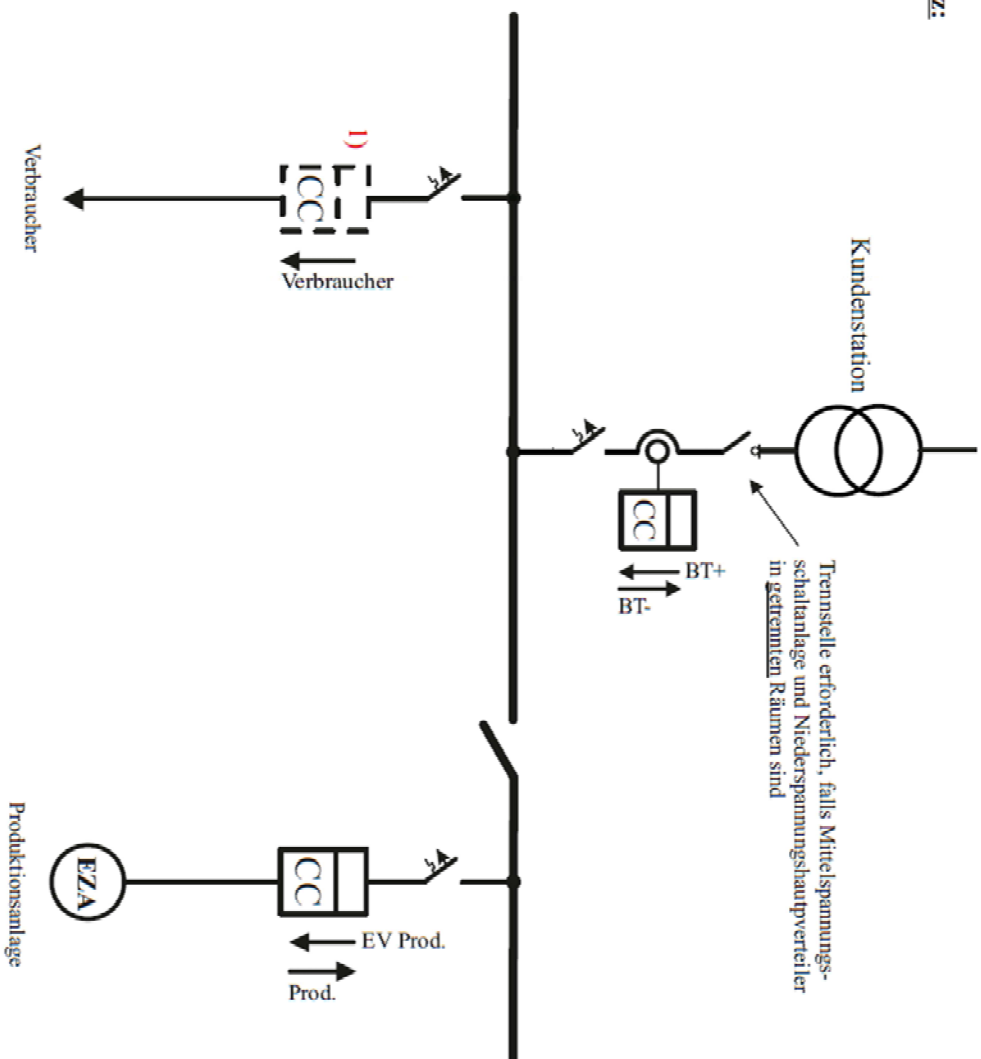 z:
Kundenstation
Trennstelle erforderlich, falls Mittelspannungs-
schaltanlage und Niederspannungshautpverteiler
in getrennten Räumen sind
CC
BT+
BT-
1)
CC
Verbraucher
Verbraucher
CC
EV Prod.
Prod.
EZA
Produktionsanlage